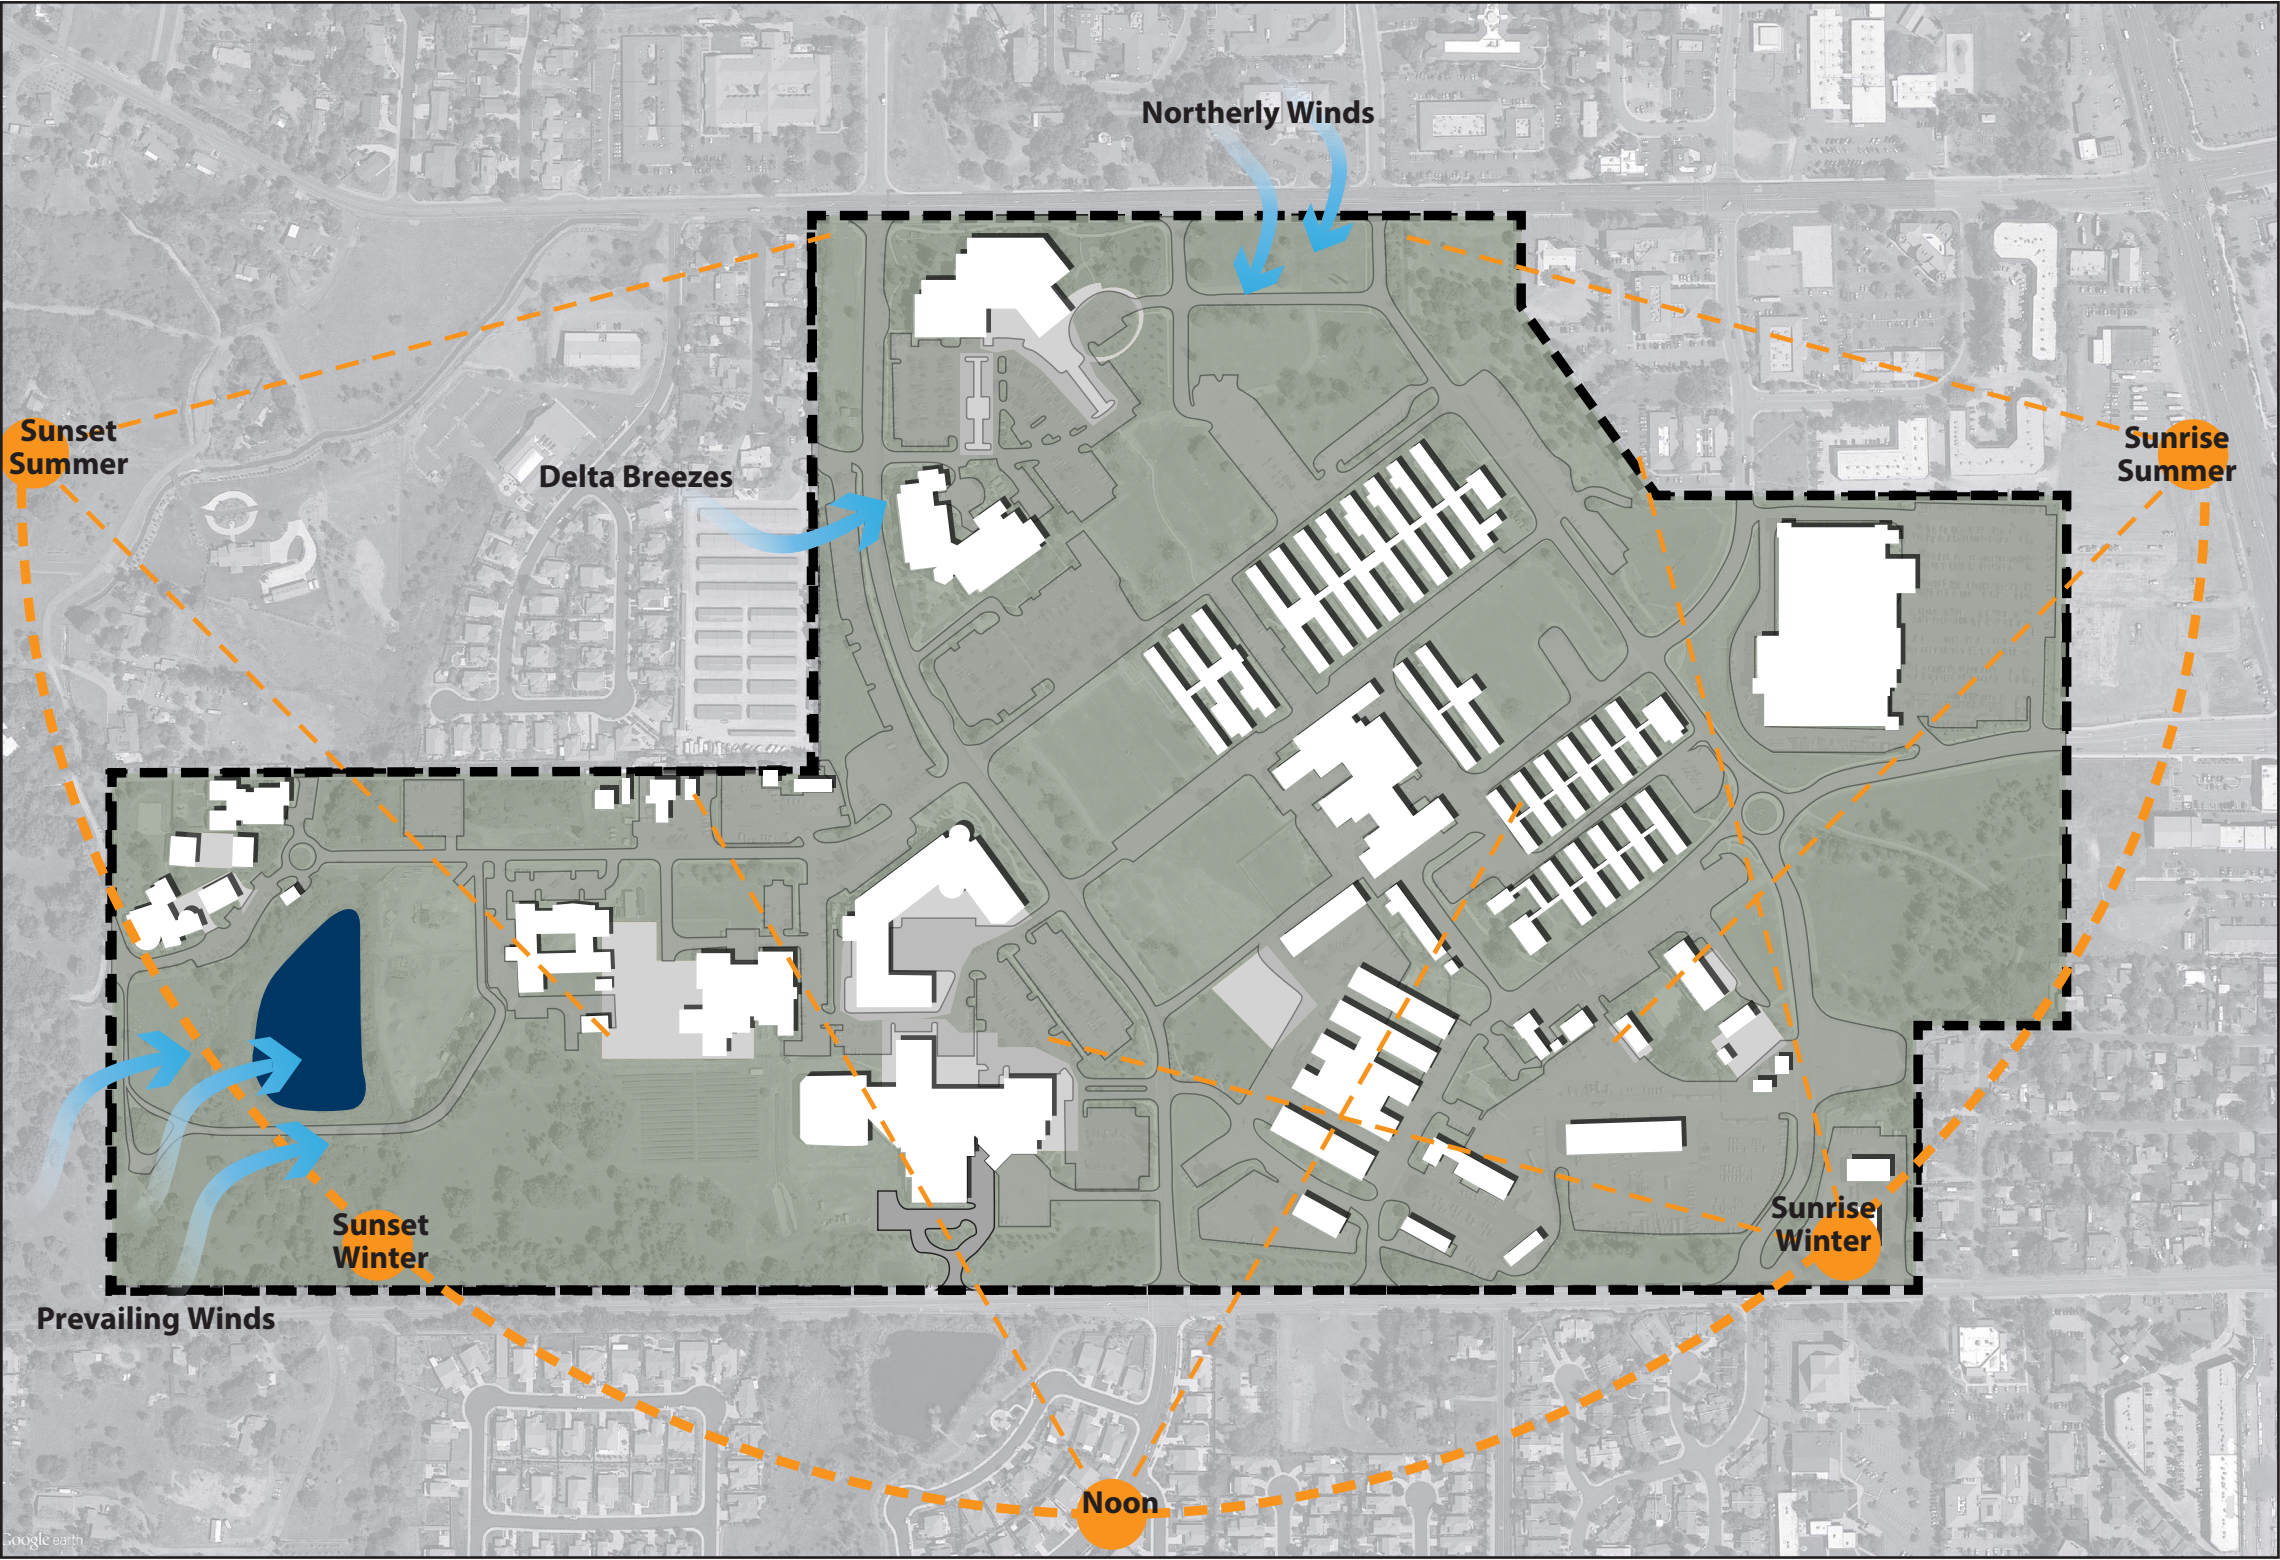 Northerly Winds
Sunset
Summer
Delta Breezes
Sunrise
Summer
Sunset
Winter
Sunrise
Winter
Prevailing Winds
Noon
Google earth